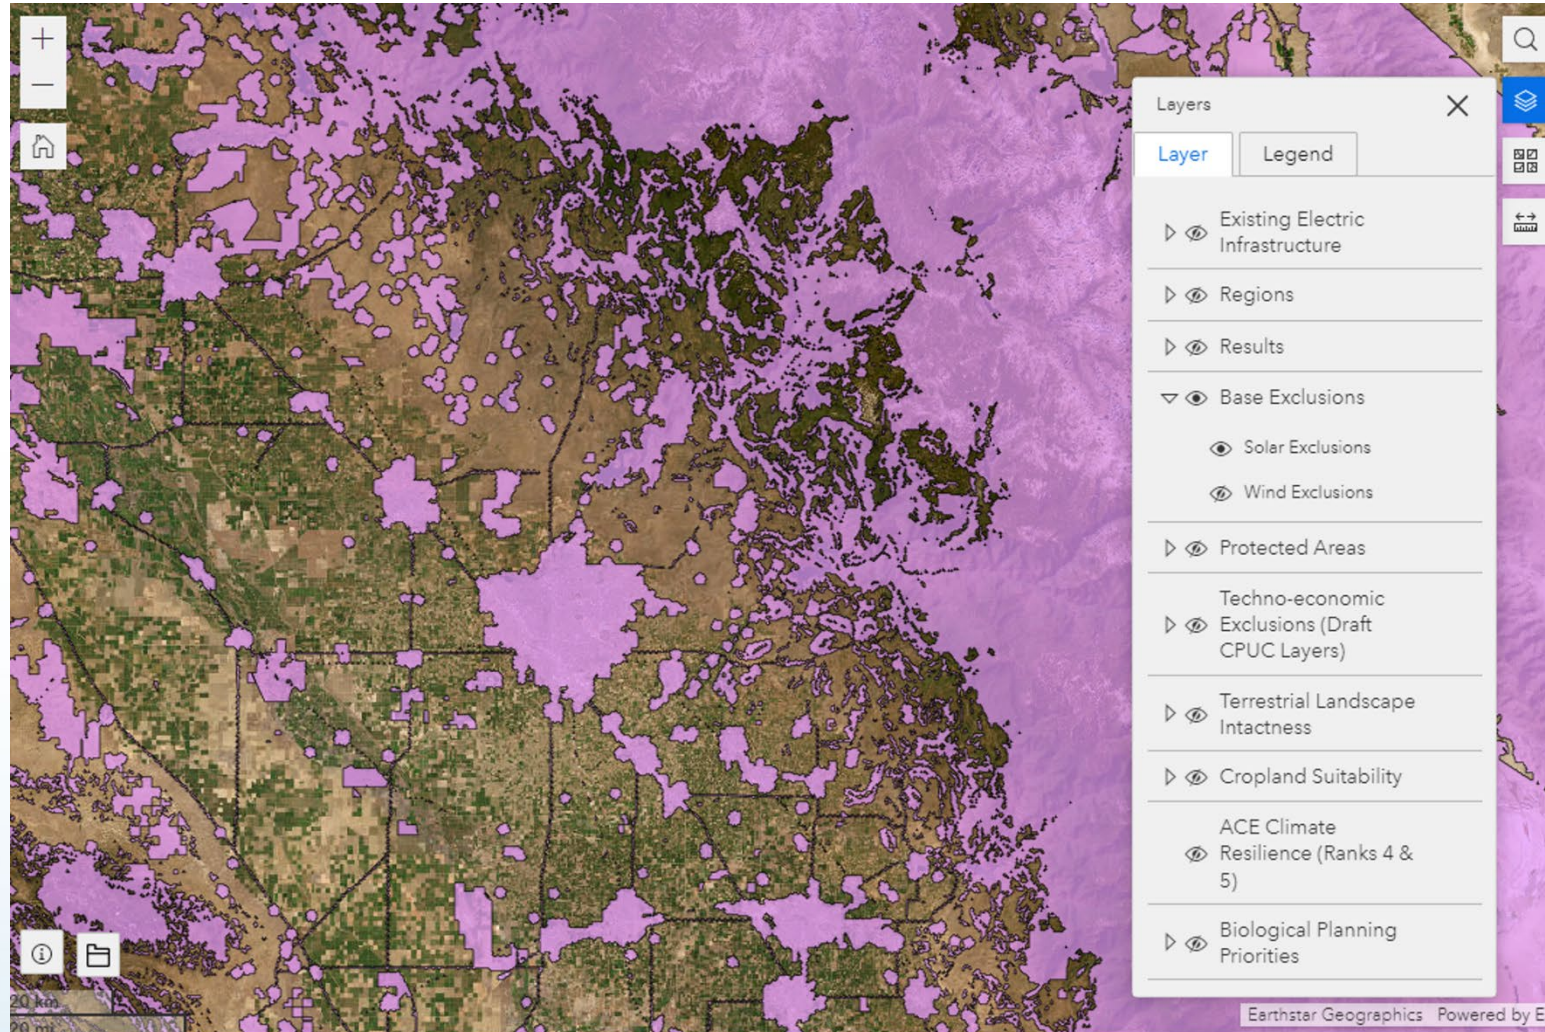 Layers
Layer
Legend
Existing Electric
Infrastructure
Regions
Results
Base Exclusions
Solar Exclusions
Wind Exclusions
Protected Areas
Techno-economic
Exclusions (Draft
CPUC Layers)
Terrestrial Landscape
Intactness
Cropland Suitability
ACE Climate
Resilience (Ranks 4 &
5)
Biological Planning
Priorities
20 km
20 mi
Earthstar Geographics Powered by E